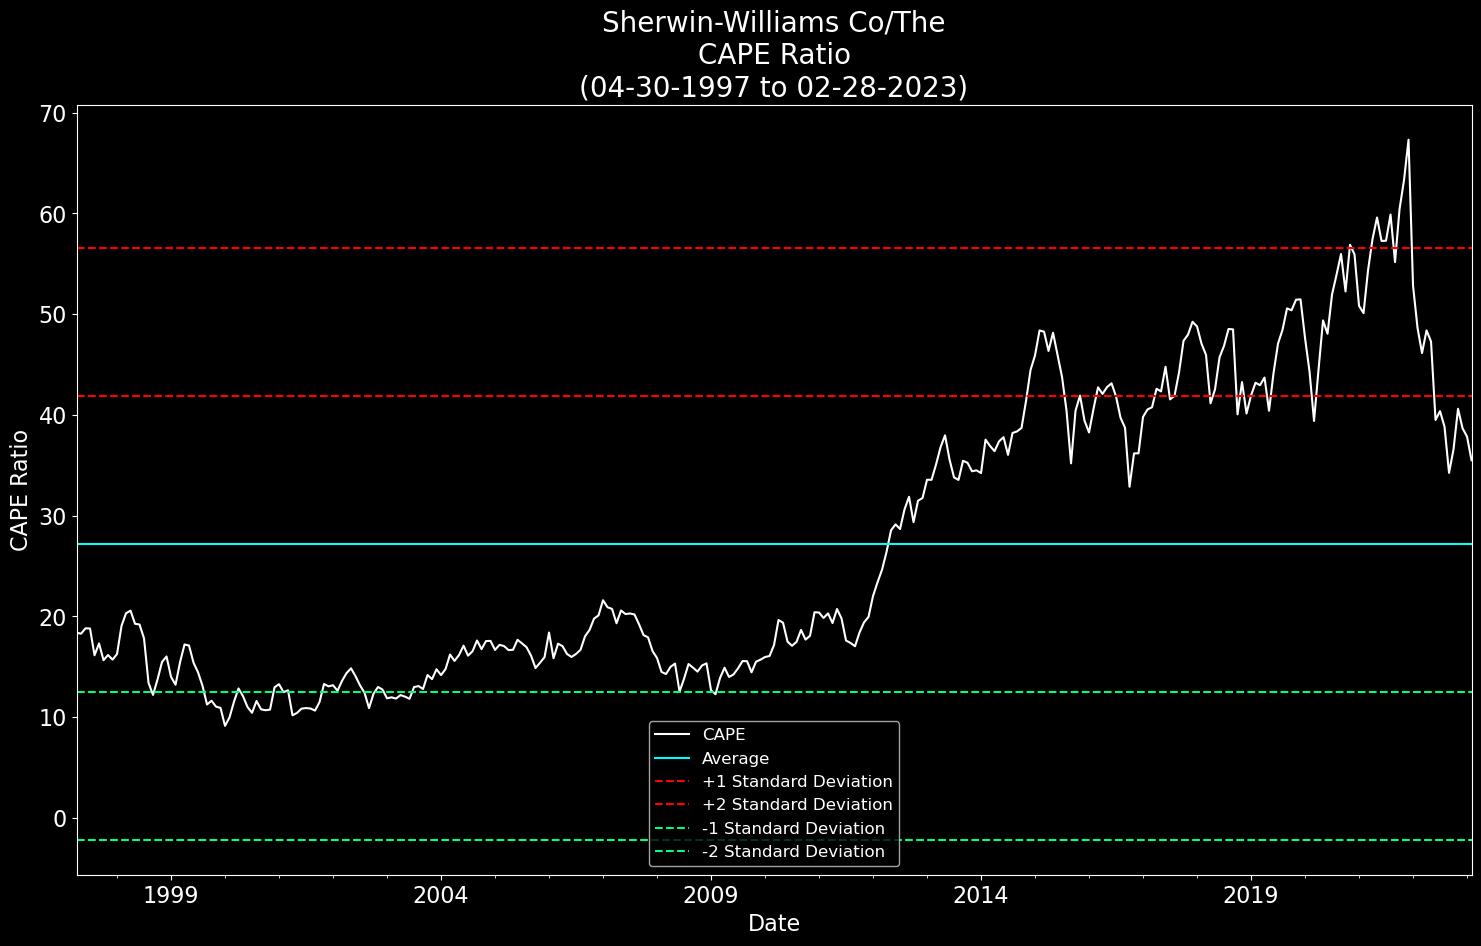 Sherwin-Williams Co/The
CAPE Ratio
(04-30-1997 to 02-28-2023)
70
60
50
40
30
20
10
0
CAPE Ratio
CAPE
Average
+1 Standard Deviation
+2 Standard Deviation
-1 Standard Deviation
-2 Standard Deviation
1999 2004 2009 2014 2019
Date